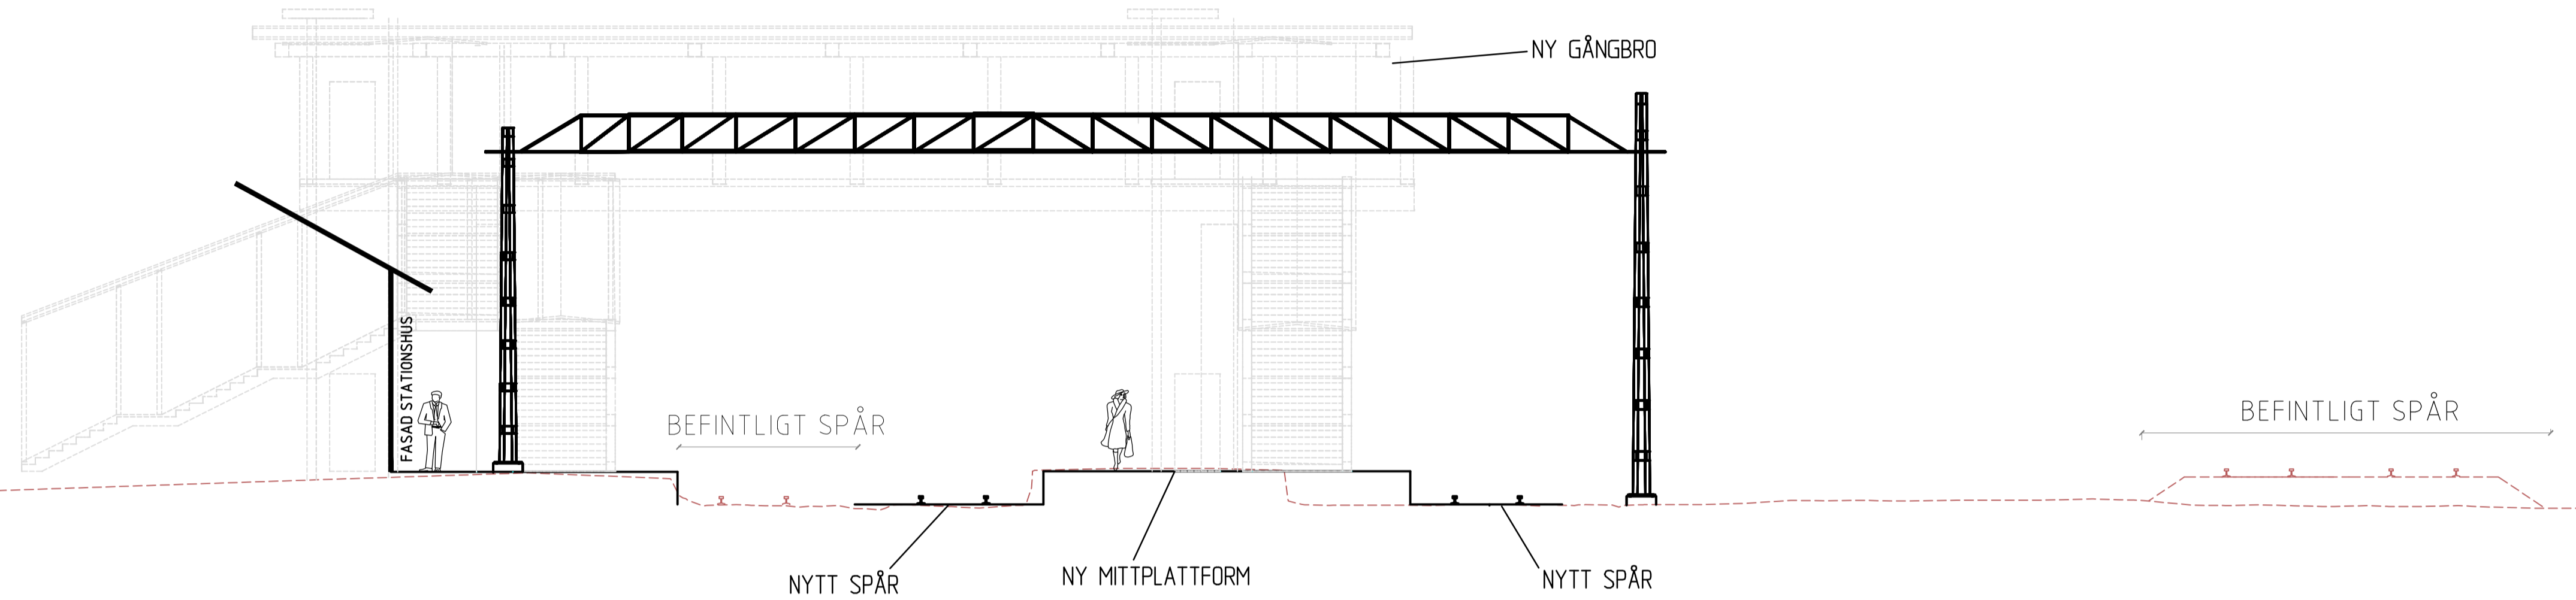 NY GÅNGBRO
FASAD STATIONSHUS
BEFINTLIGT SPÅR
BEFINTLIGT SPÅR
NYTT SPÅR
NY MITTPLATTFORM
NYTT SPÅR